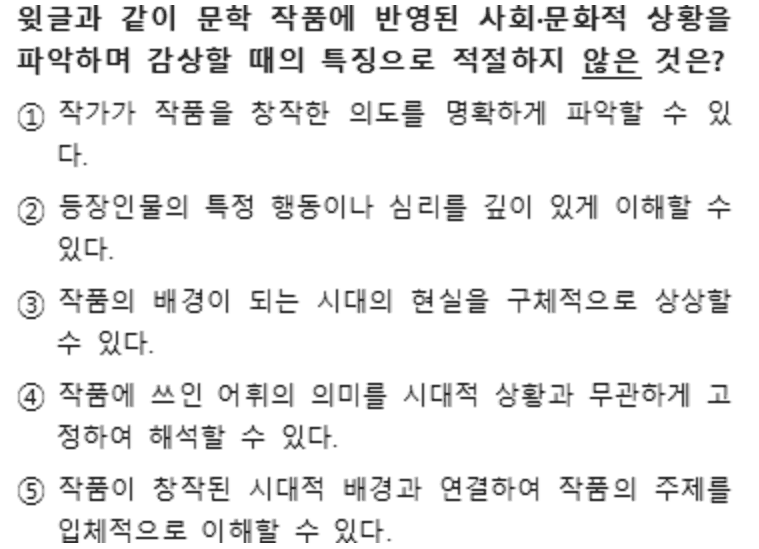 윗글과 같이 문학 작품에 반영된 사회·문화적 상황을
파악하며 감상할 때의 특징으로 적절하지 않은 것은?
① 작가가 작품을 창작한 의도를 명확하게 파악할 수 있
다.
② 등장인물의 특정 행동이나 심리를 깊이 있게 이해할 수
있다.
③ 작품의 배경이 되는 시대의 현실을 구체적으로 상상할
수 있다.
④ 작품에 쓰인 어휘의 의미를 시대적 상황과 무관하게 고
정하여 해석할 수 있다.
⑤ 작품이 창작된 시대적 배경과 연결하여 작품의 주제를
입체적으로 이해할 수 있다.